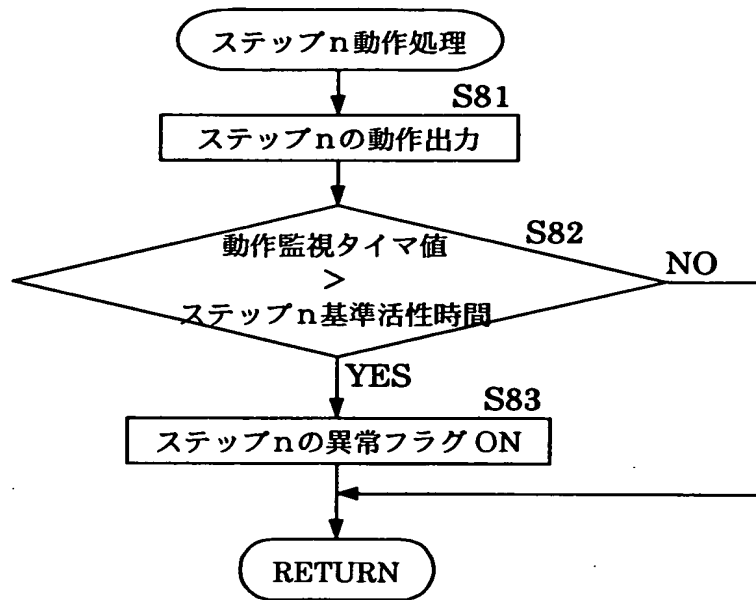 ステップn動作処理
S81
ステップnの動作出力
動作監視タイマ値
S82
>
NO
ステップn基準活性時間
YES
S83
ステップnの異常フラグON
RETURN